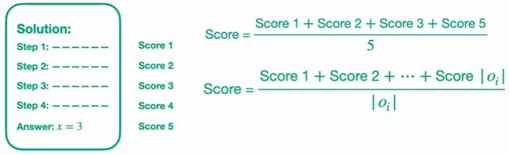 Solution:
Step 1: – – – – – –
Step 2: – – – – – –
Step 3: – – – – – –
Step 4: – – – – – –
Answer: x = 3
Score 1
Score 2
Score 3
Score 4
Score 5
Score = (Score 1 + Score 2 + Score 3 + Score 5) / 5
Score = (Score 1 + Score 2 + ⋯ + Score |oᵢ|) / |oᵢ|